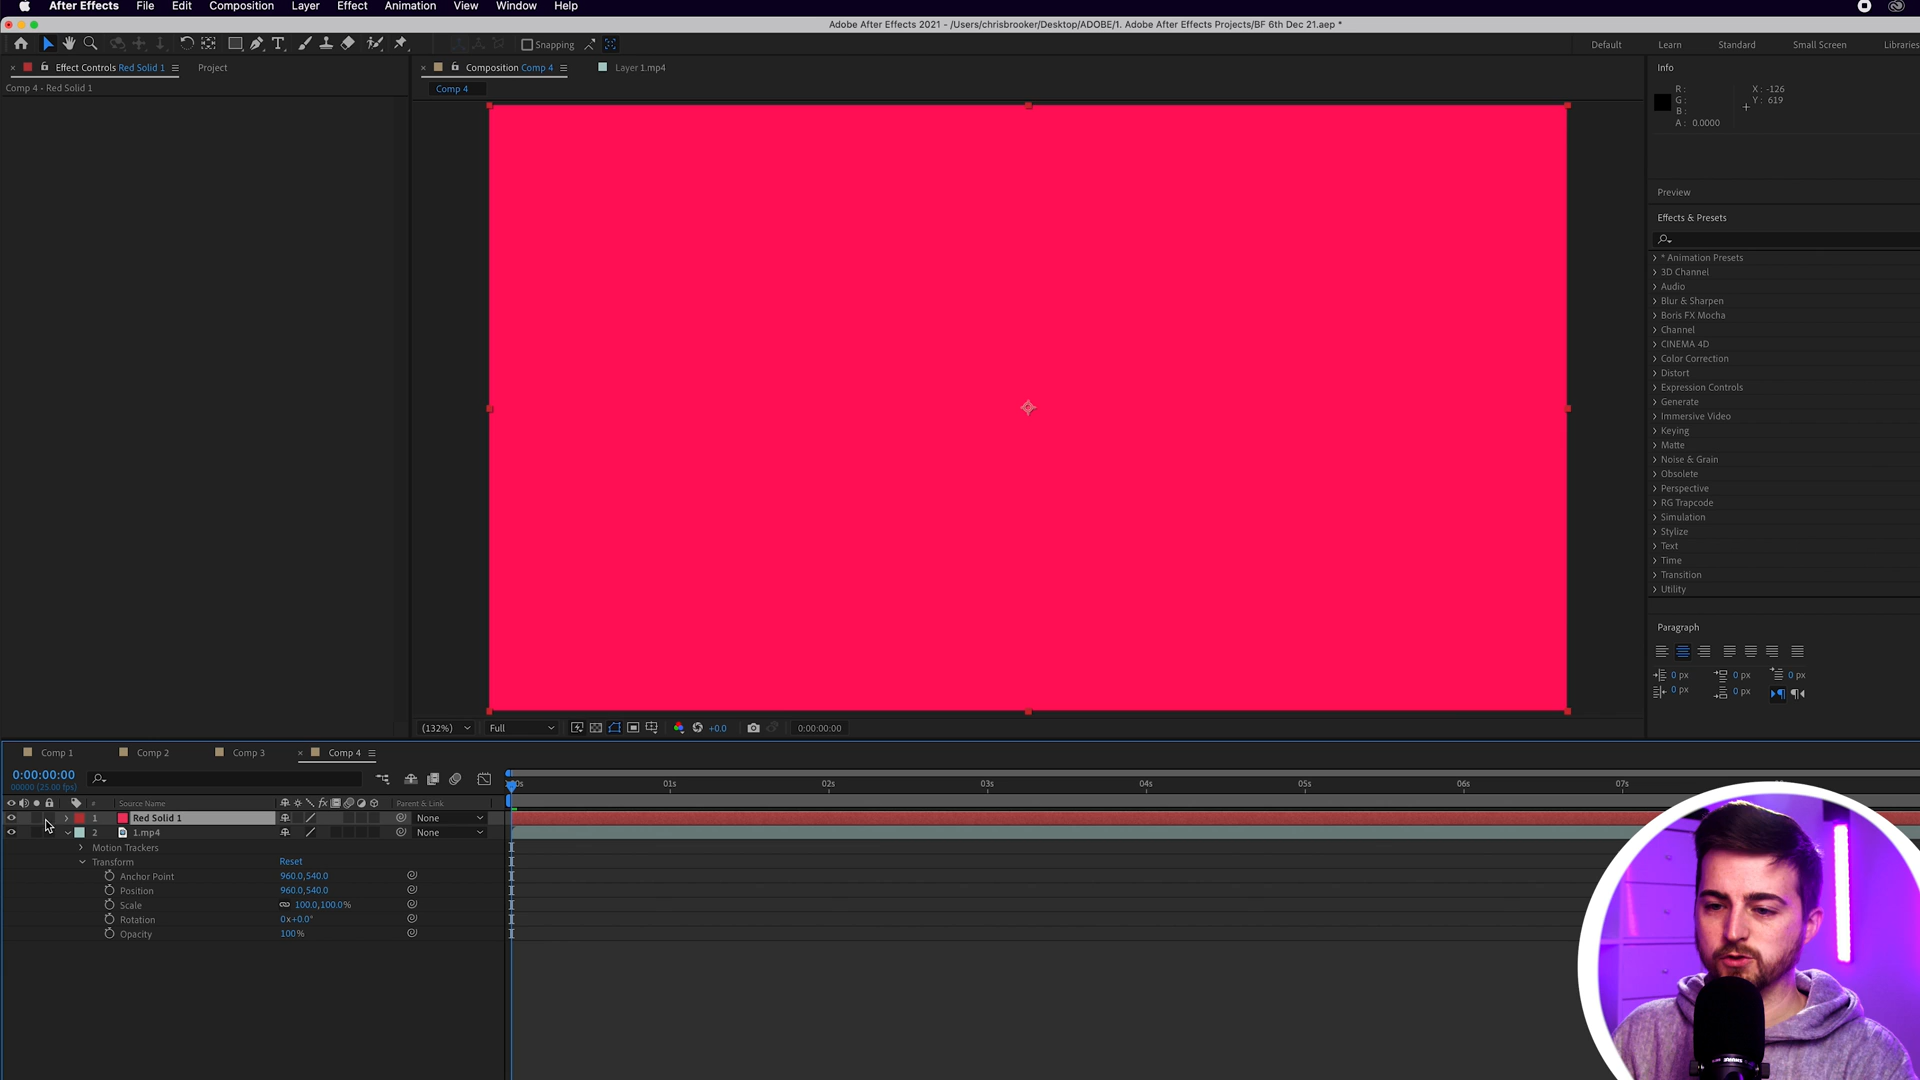 After Effects File Edit Composition Layer Effect Animation View Window Help
Adobe After Effects 2021 - /Users/chrisbrooker/Desktop/ADOBE/1. Adobe After Effects Projects/BF 6th Dec 21.aep *
Snapping Default Learn Standard Small Screen Libraries
Effect Controls Red Solid 1 Project Composition Comp 4 Layer 1.mp4 Info
Comp 4 • Red Solid 1 Comp 4
R: X: -126
G: Y: 619
B:
A: 0.0000
Preview
Effects & Presets
* Animation Presets
3D Channel
Audio
Blur & Sharpen
Boris FX Mocha
Channel
CINEMA 4D
Color Correction
Distort
Expression Controls
Generate
Immersive Video
Keying
Matte
Noise & Grain
Obsolete
Perspective
RG Trapcode
Simulation
Stylize
Text
Time
Transition
Utility
Paragraph
0 px 0 px 0 px
0 px 0 px
(132%) Full +0.0 0:00:00:00
Comp 1 Comp 2 Comp 3 Comp 4
0:00:00:00
00000 (25.00 fps)
01s 02s 03s 04s 05s 06s 07s
# Source Name Parent & Link
1 Red Solid 1 None
2 1.mp4 None
Motion Trackers
Transform Reset
Anchor Point 960.0,540.0
Position 960.0,540.0
Scale 100.0,100.0%
Rotation 0x+0.0°
Opacity 100%